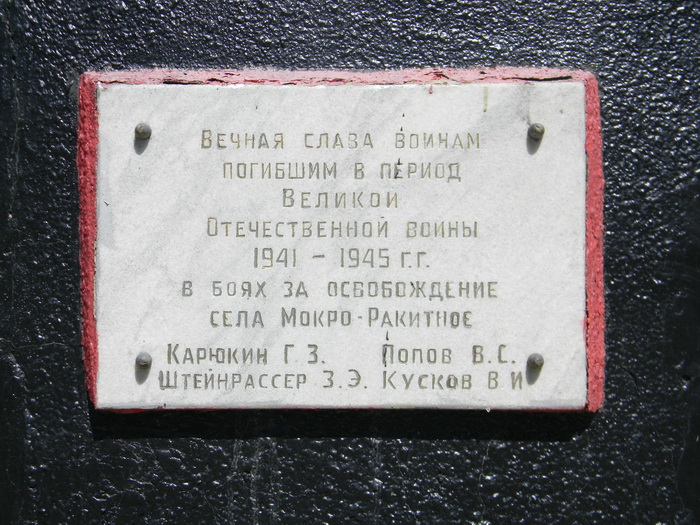 Вечная слава воинам
погибшим в период
Великой
Отечественной войны
1941 - 1945 г.г.
в боях за освобождение
села Мокро-Ракитное
Карюкин Г.З. Попов В.С.
Штейнрассер З.Э. Кусков В И